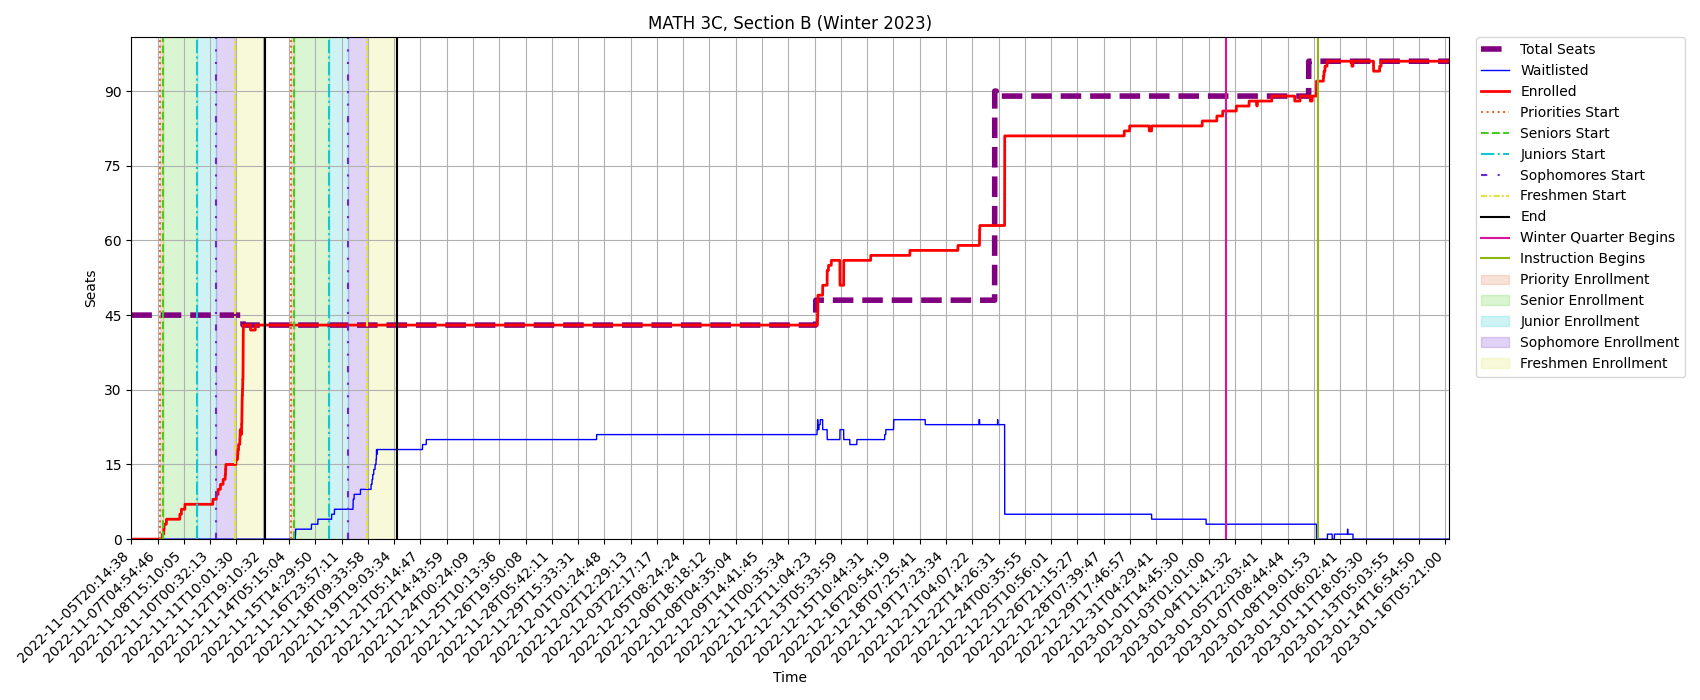 MATH 3C, Section B (Winter 2023)
Seats
90
75
60
45
30
15
0
2022-11-05T20:14:38
2022-11-07T04:54:46
2022-11-08T15:10:05
2022-11-10T00:32:13
2022-11-11T10:01:30
2022-11-12T19:10:32
2022-11-14T05:15:04
2022-11-15T14:29:50
2022-11-16T23:57:11
2022-11-18T09:33:58
2022-11-19T19:03:34
2022-11-21T05:14:47
2022-11-22T14:43:59
2022-11-24T00:24:09
2022-11-25T10:13:36
2022-11-26T19:50:08
2022-11-28T05:42:11
2022-11-29T15:33:31
2022-12-01T01:24:48
2022-12-02T12:29:13
2022-12-03T22:17:17
2022-12-05T08:24:24
2022-12-06T18:18:12
2022-12-08T04:35:04
2022-12-09T14:41:45
2022-12-11T00:35:34
2022-12-12T11:04:23
2022-12-13T05:33:59
2022-12-15T10:44:31
2022-12-16T20:54:19
2022-12-18T07:25:41
2022-12-19T17:23:34
2022-12-21T04:07:22
2022-12-22T14:26:31
2022-12-24T00:35:55
2022-12-25T10:56:01
2022-12-26T21:15:27
2022-12-28T07:39:47
2022-12-29T17:46:57
2022-12-31T04:29:41
2023-01-01T14:45:30
2023-01-03T01:01:00
2023-01-04T11:41:32
2023-01-05T22:03:41
2023-01-07T08:44:44
2023-01-08T19:01:53
2023-01-10T06:02:41
2023-01-11T18:05:30
2023-01-13T05:03:55
2023-01-14T16:54:50
2023-01-16T05:21:00
Time
Total Seats
Waitlisted
Enrolled
Priorities Start
Seniors Start
Juniors Start
Sophomores Start
Freshmen Start
End
Winter Quarter Begins
Instruction Begins
Priority Enrollment
Senior Enrollment
Junior Enrollment
Sophomore Enrollment
Freshmen Enrollment